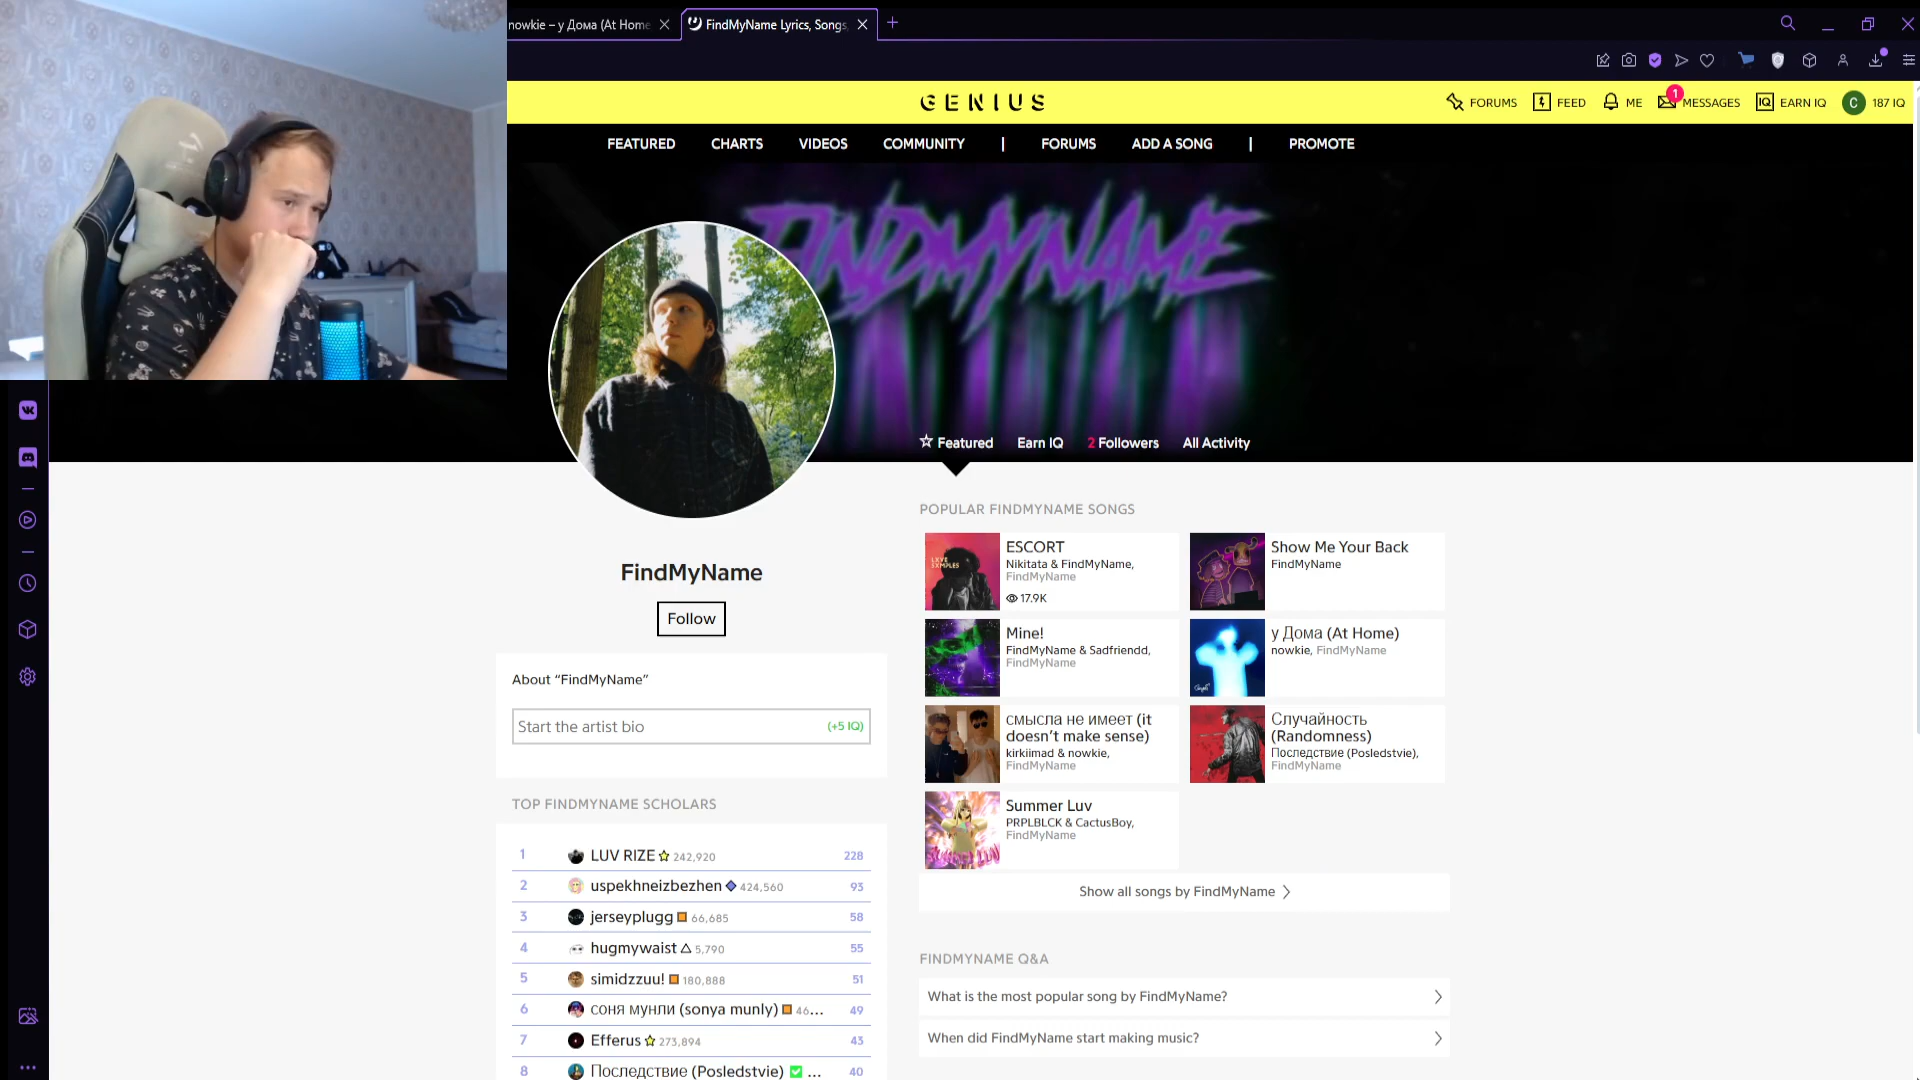 nowkie – у Дома (At Home
FindMyName Lyrics, Songs,
GENIUS
FORUMS
FEED
ME
1
MESSAGES
EARN IQ
C
187 IQ
FEATURED
CHARTS
VIDEOS
COMMUNITY
|
FORUMS
ADD A SONG
|
PROMOTE
FINDMYNAME
Featured
Earn IQ
2 Followers
All Activity
FindMyName
Follow
About “FindMyName”
Start the artist bio
(+5 IQ)
TOP FINDMYNAME SCHOLARS
1 LUV RIZE 242,920 228
2 uspekhneizbezhen 424,560 93
3 jerseyplugg 66,685 58
4 hugmywaist 5,790 55
5 simidzzuu! 180,888 51
6 соня мунли (sonya munly) 46... 49
7 Efferus 273,894 43
8 Последствие (Posledstvie) ... 40
POPULAR FINDMYNAME SONGS
ESCORT
Nikitata & FindMyName,
FindMyName
17.9K
Show Me Your Back
FindMyName
Mine!
FindMyName & Sadfriendd,
FindMyName
у Дома (At Home)
nowkie, FindMyName
смысла не имеет (it
doesn’t make sense)
kirkiimad & nowkie,
FindMyName
Случайность
(Randomness)
Последствие (Posledstvie),
FindMyName
Summer Luv
PRPLBLCK & CactusBoy,
FindMyName
Show all songs by FindMyName
FINDMYNAME Q&A
What is the most popular song by FindMyName?
When did FindMyName start making music?